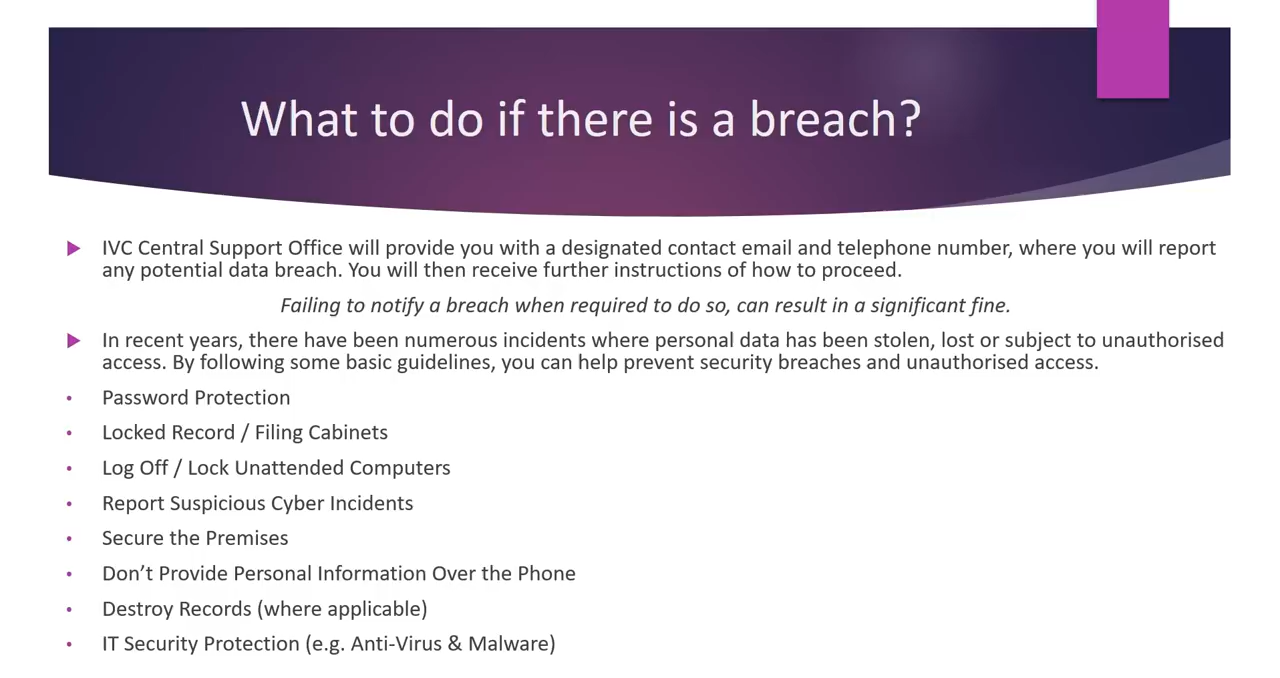 What to do if there is a breach?
IVC Central Support Office will provide you with a designated contact email and telephone number, where you will report
any potential data breach. You will then receive further instructions of how to proceed.
Failing to notify a breach when required to do so, can result in a significant fine.
In recent years, there have been numerous incidents where personal data has been stolen, lost or subject to unauthorised
access. By following some basic guidelines, you can help prevent security breaches and unauthorised access.
• Password Protection
• Locked Record / Filing Cabinets
• Log Off / Lock Unattended Computers
• Report Suspicious Cyber Incidents
• Secure the Premises
• Don’t Provide Personal Information Over the Phone
• Destroy Records (where applicable)
• IT Security Protection (e.g. Anti-Virus & Malware)